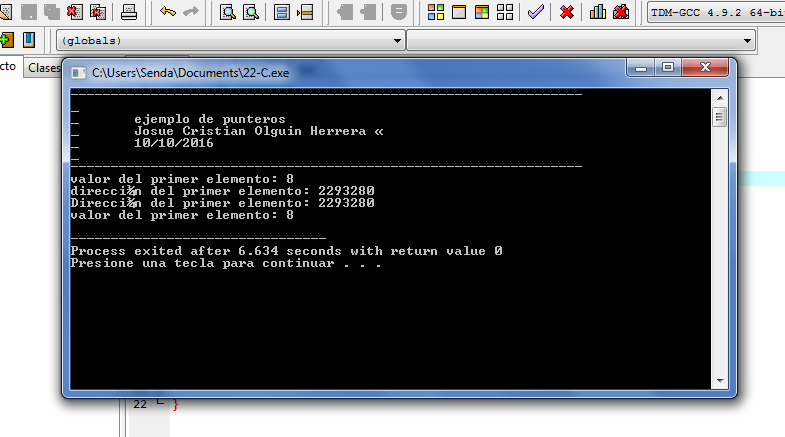 TDM-GCC 4.9.2 64-bi
(globals)
cto Clases
C:\Users\Senda\Documents\22-C.exe
----------------------------------------------------------------
_
_ ejemplo de punteros
_ Josue Cristian Olguin Herrera «
_ 10/10/2016
_
----------------------------------------------------------------
valor del primer elemento: 8
direcci¾n del primer elemento: 2293280
Direcci¾n del primer elemento: 2293280
valor del primer elemento: 8
--------------------------------
Process exited after 6.634 seconds with return value 0
Presione una tecla para continuar . . .
22 }